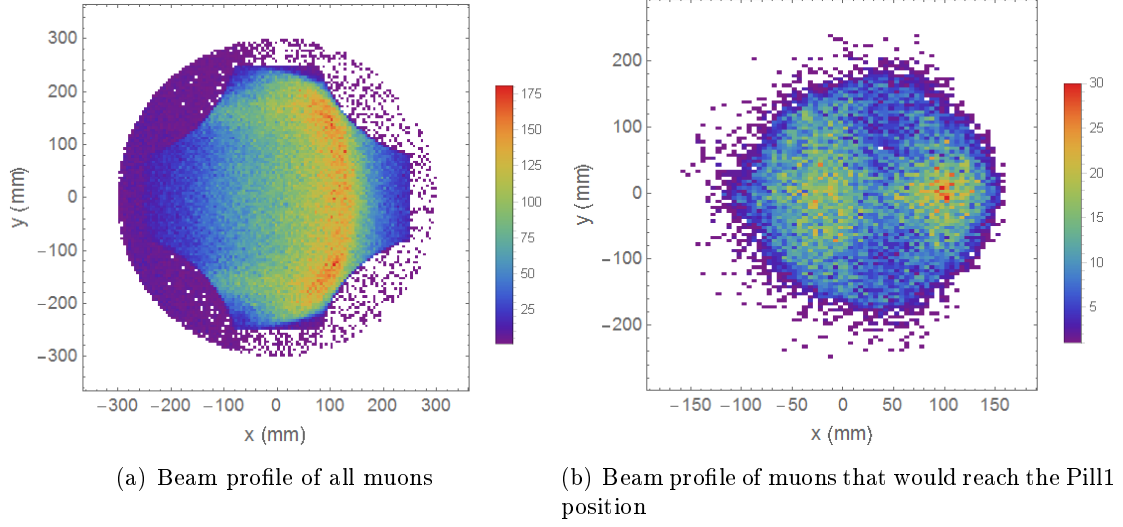 300
200
100
0
−100
−200
−300
y (mm)
−300 −200 −100 0 100 200 300
x (mm)
175
150
125
100
75
50
25
(a) Beam profile of all muons
200
100
0
−100
−200
y (mm)
−150 −100 −50 0 50 100 150
x (mm)
30
25
20
15
10
5
(b) Beam profile of muons that would reach the Pill1
position